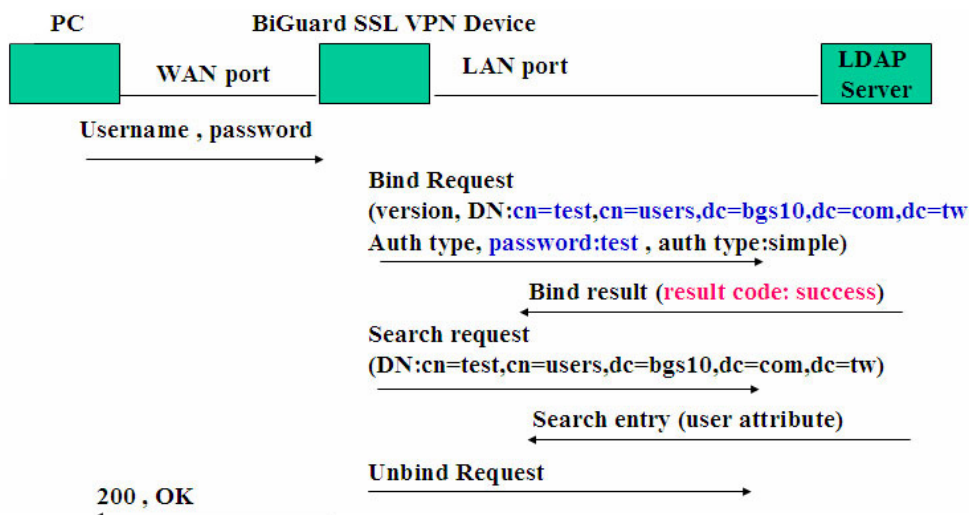 PC
BiGuard SSL VPN Device
WAN port
LAN port
LDAP
Server
Username , password
Bind Request
(version, DN:cn=test,cn=users,dc=bgs10,dc=com,dc=tw
Auth type, password:test , auth type:simple)
Bind result (result code: success)
Search request
(DN:cn=test,cn=users,dc=bgs10,dc=com,dc=tw)
Search entry (user attribute)
Unbind Request
200 , OK